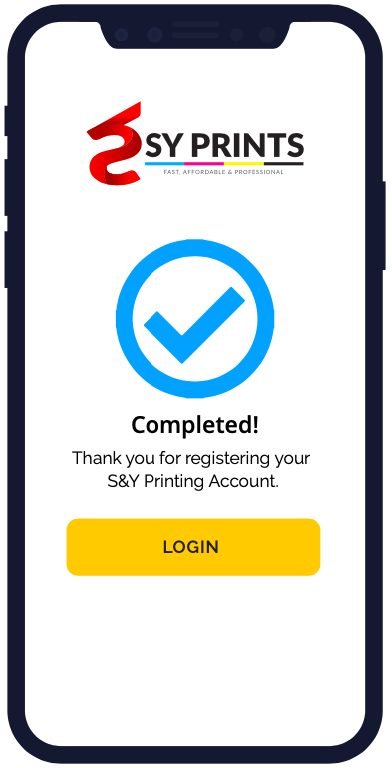 SY PRINTS
FAST, AFFORDABLE & PROFESSIONAL
Completed!
Thank you for registering your
S&Y Printing Account.
LOGIN